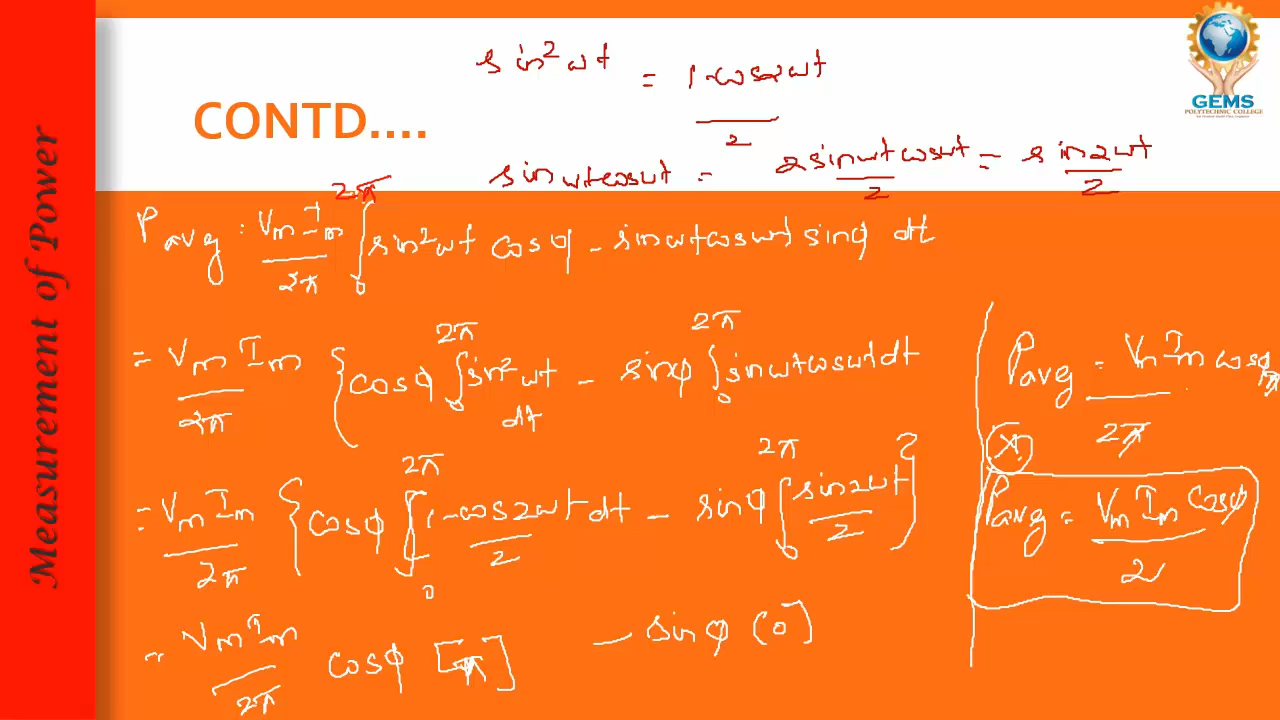 sin² ωt = 1-cos2ωt / 2
GEMS
POLYTECHNIC COLLEGE
CONTD....
sinωtcosωt = 2sinωtcosωt / 2 = sin2ωt / 2
Measurement of Power
Pavg = VmIm / 2π ∫₀^2π sin²ωt cosφ - sinωtcosωt sinφ dt
= VmIm / 2π { cosφ ∫₀^2π sin²ωt dt - sinφ ∫₀^2π sinωtcosωt dt
= VmIm / 2π { cosφ ∫₀^2π 1-cos2ωt dt / 2 - sinφ ∫₀^2π sin2ωt / 2 }
= VmIm / 2π cosφ [π] - sinφ [0]
Pavg = VmIm cosφ π / 2π
Pavg = VmIm cosφ / 2